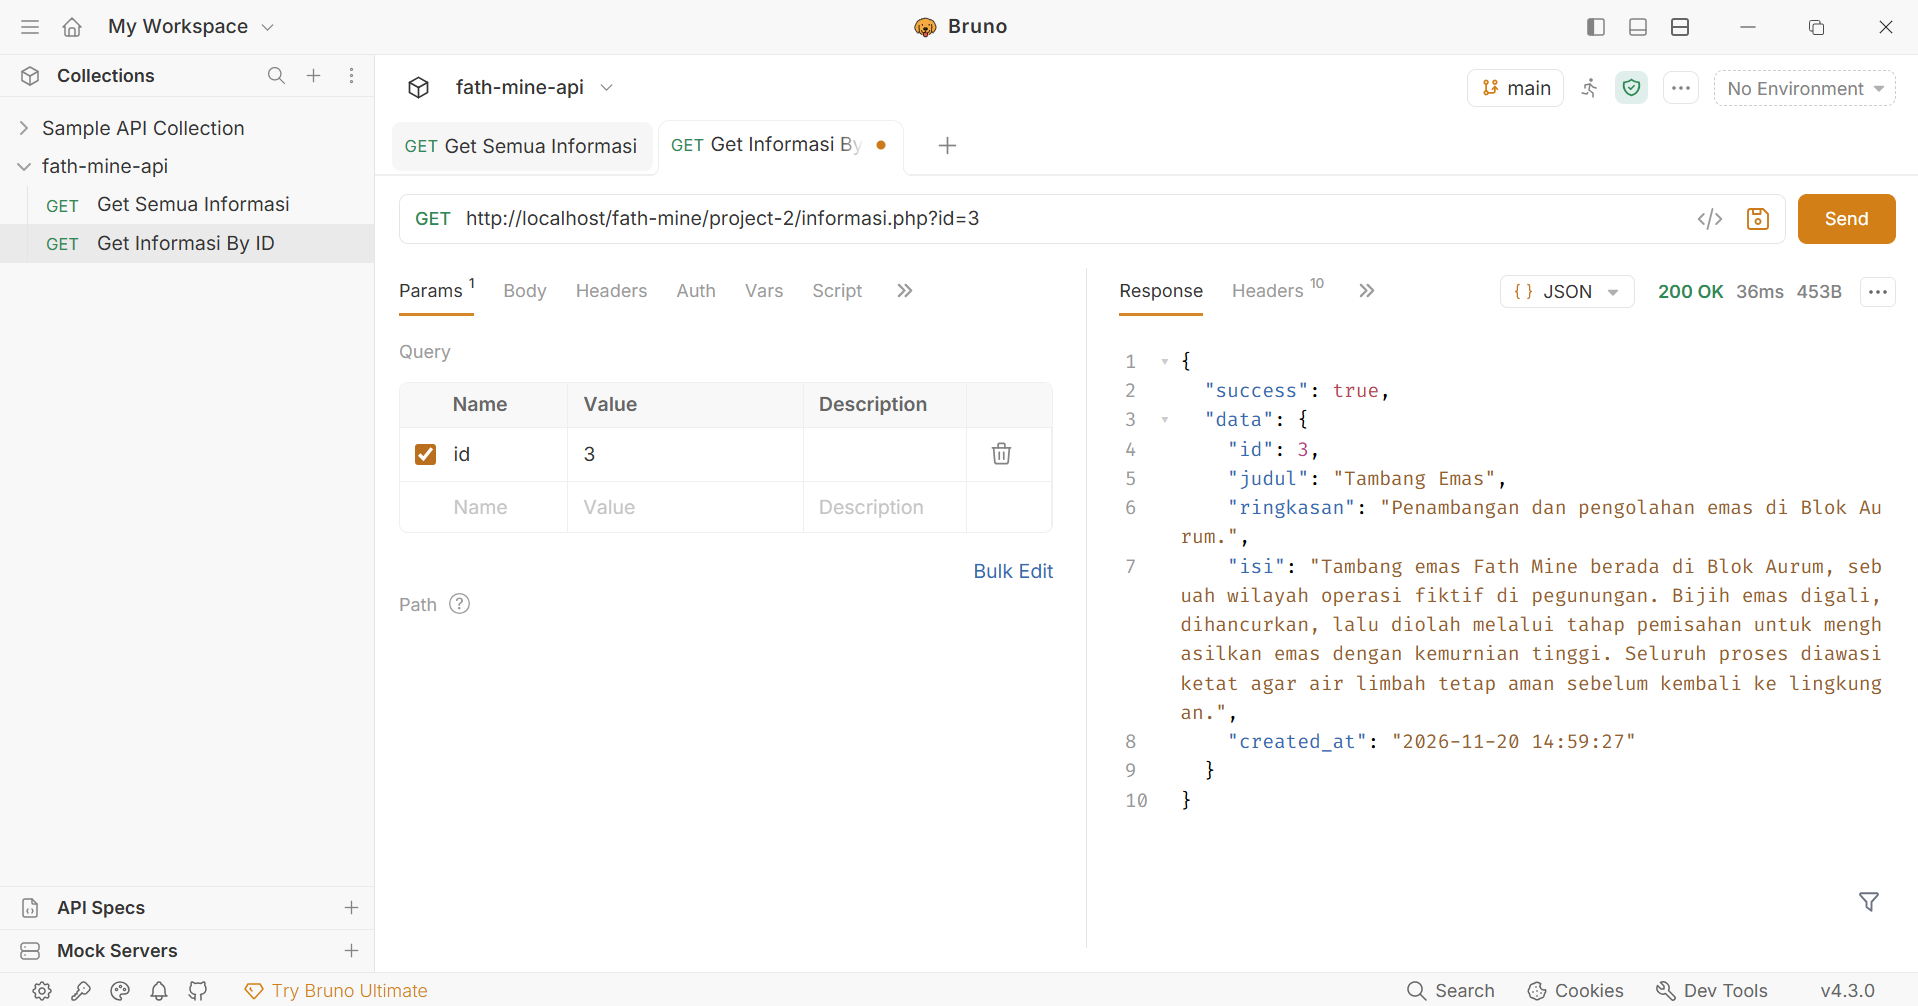 My Workspace
Bruno
Collections
fath-mine-api
main
No Environment
Sample API Collection
fath-mine-api
GET Get Semua Informasi
GET Get Informasi By ID
GET Get Semua Informasi
GET Get Informasi By
GET http://localhost/fath-mine/project-2/informasi.php?id=3
Send
Params 1 Body Headers Auth Vars Script
Query
Name Value Description
id 3
Name Value Description
Bulk Edit
Path
Response Headers 10 { } JSON 200 OK 36ms 453B
1 {
2 "success": true,
3 "data": {
4 "id": 3,
5 "judul": "Tambang Emas",
6 "ringkasan": "Penambangan dan pengolahan emas di Blok Au
rum.",
7 "isi": "Tambang emas Fath Mine berada di Blok Aurum, seb
uah wilayah operasi fiktif di pegunungan. Bijih emas digali,
dihancurkan, lalu diolah melalui tahap pemisahan untuk mengh
asilkan emas dengan kemurnian tinggi. Seluruh proses diawasi
ketat agar air limbah tetap aman sebelum kembali ke lingkung
an.",
8 "created_at": "2026-11-20 14:59:27"
9 }
10 }
API Specs
Mock Servers
Try Bruno Ultimate
Search Cookies Dev Tools v4.3.0